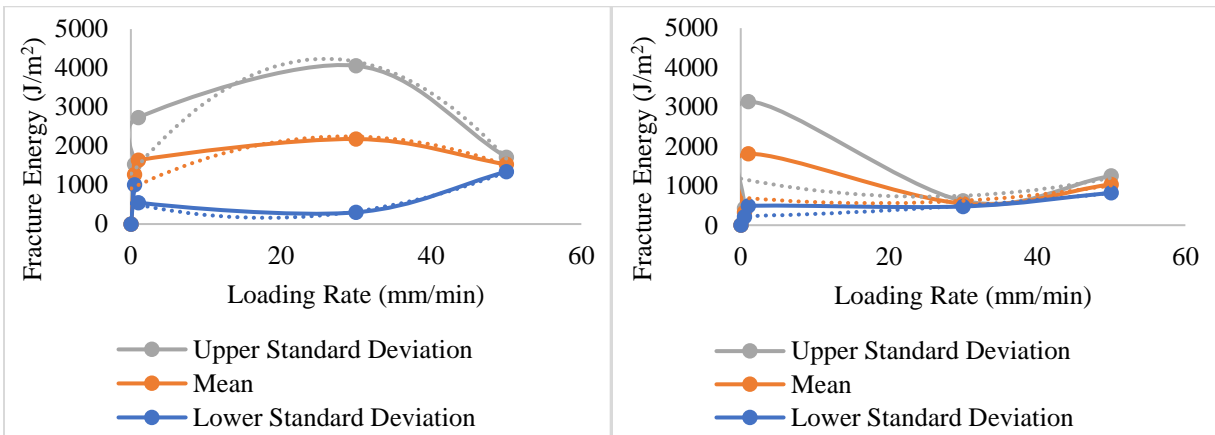 Fracture Energy (J/m²)
5000
4000
3000
2000
1000
0
0 20 40 60
Loading Rate (mm/min)
Upper Standard Deviation
Mean
Lower Standard Deviation
Fracture Energy (J/m²)
5000
4000
3000
2000
1000
0
0 20 40 60
Loading Rate (mm/min)
Upper Standard Deviation
Mean
Lower Standard Deviation